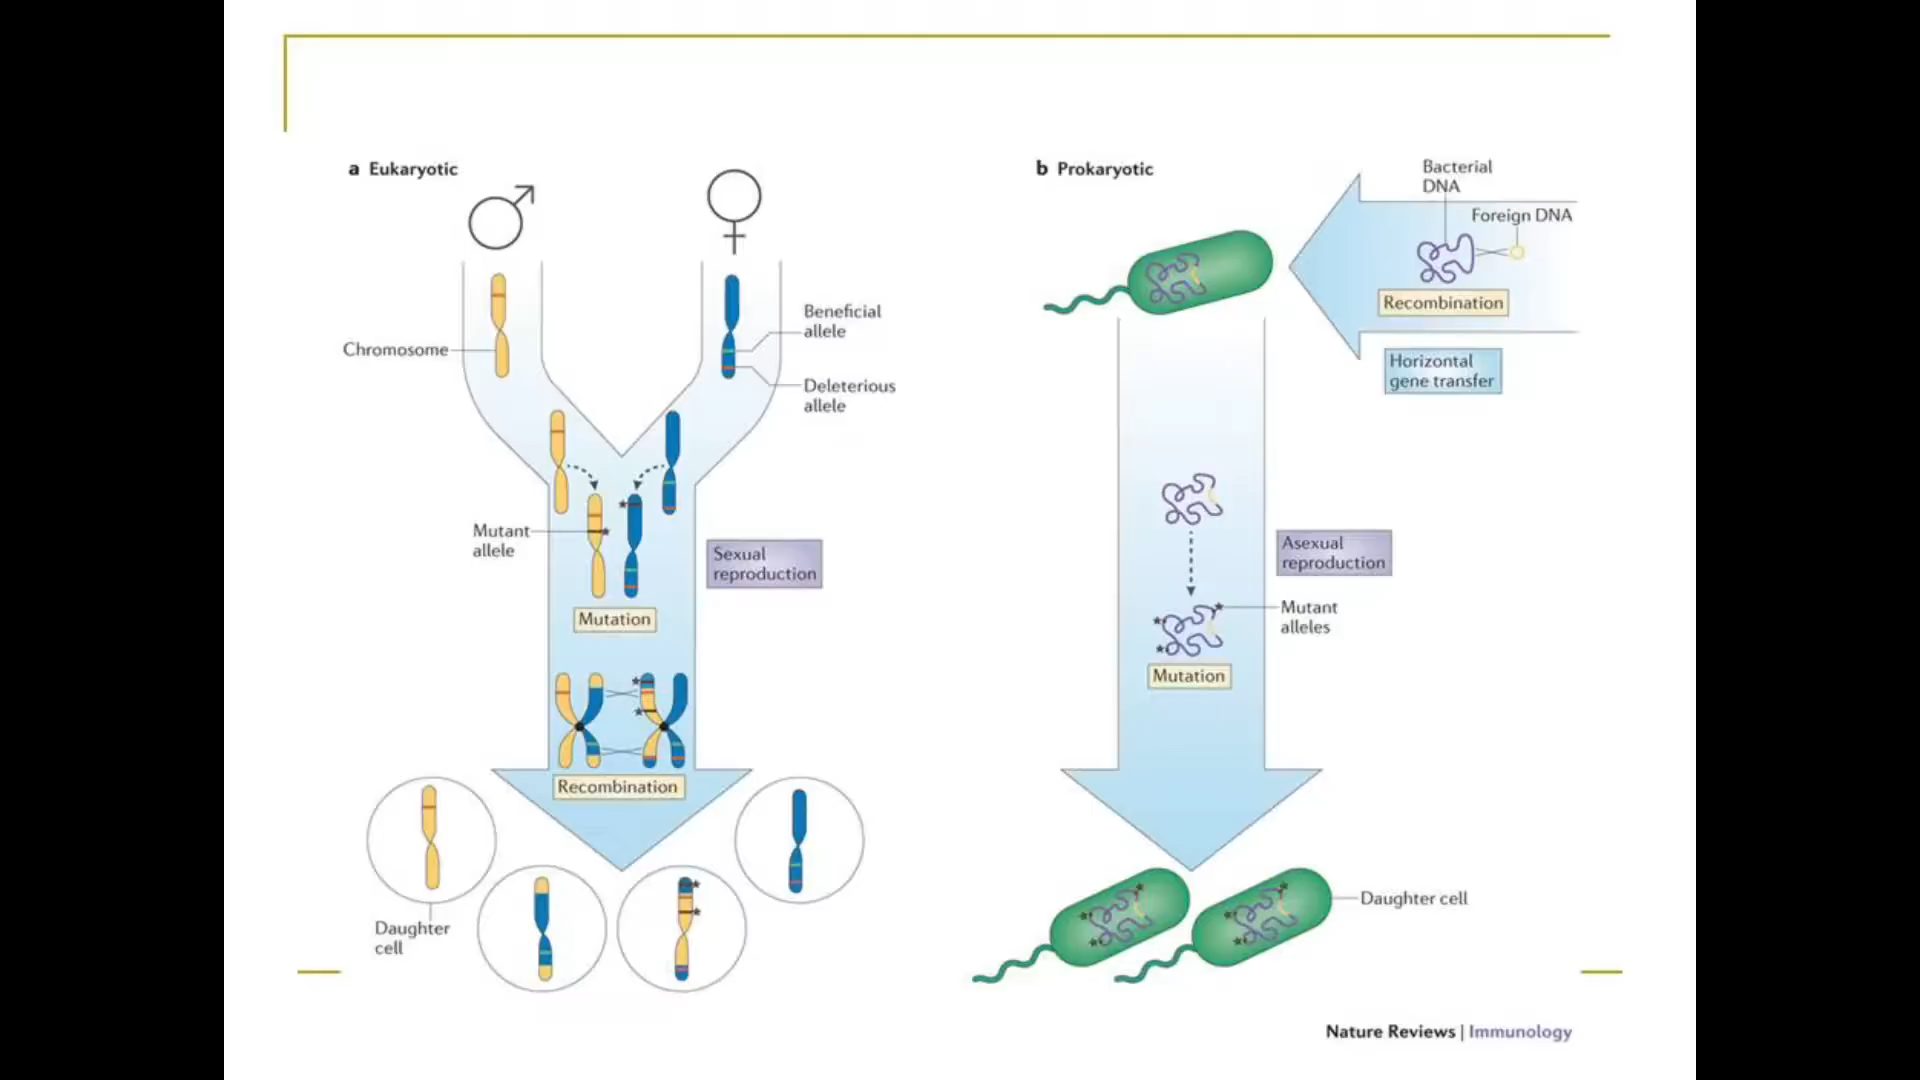 a Eukaryotic
Chromosome
Beneficial
allele
Deleterious
allele
Mutant
allele
Sexual
reproduction
Mutation
Recombination
Daughter
cell
b Prokaryotic
Bacterial
DNA
Foreign DNA
Recombination
Horizontal
gene transfer
Asexual
reproduction
Mutant
alleles
Mutation
Daughter cell
Nature Reviews | Immunology